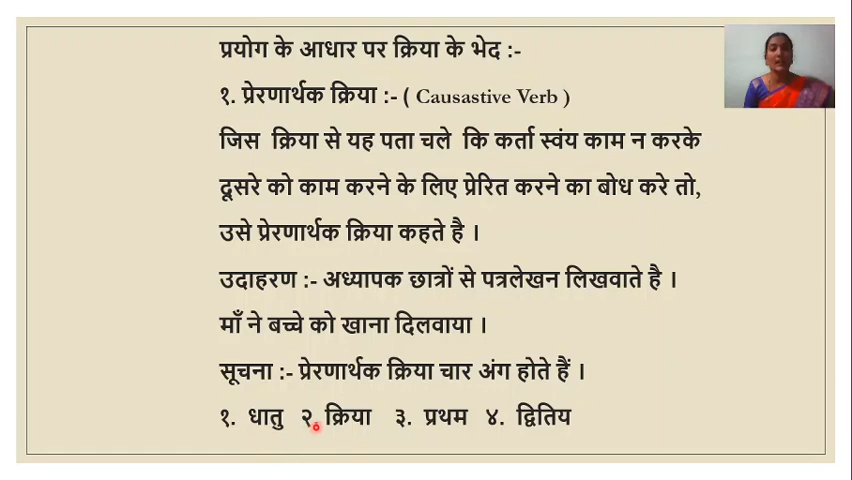 प्रयोग के आधार पर क्रिया के भेद :-
१. प्रेरणार्थक क्रिया :- ( Causastive Verb )
जिस क्रिया से यह पता चले कि कर्ता स्वंय काम न करके
दूसरे को काम करने के लिए प्रेरित करने का बोध करे तो,
उसे प्रेरणार्थक क्रिया कहते है ।
उदाहरण :- अध्यापक छात्रों से पत्रलेखन लिखवाते है ।
माँ ने बच्चे को खाना दिलवाया ।
सूचना :- प्रेरणार्थक क्रिया चार अंग होते हैं ।
१. धातु २. क्रिया ३. प्रथम ४. द्वितिय